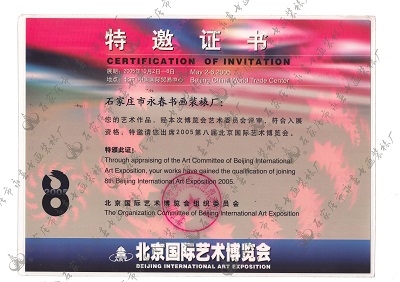 特邀证书
CERTIFICATION OF INVITATION
May 2-6 2005
Beijing China World Trade Center
石家庄市永春书画装裱厂：
您的艺术作品，经本次博览会艺术委员会评审，符合入展
资格，特邀请您出席2005第八届北京国际艺术博览会。
特颁此证：
Through appraising of the Art Committee of Beijing International
Art Exposition, your works have gained the qualification of joining
8th Beijing International Art Exposition 2005.
2005
8
北京国际艺术博览会组织委员会
The Organization Committee of Beijing International Art Exposition
ART
北京国际艺术博览会
BEIJING INTERNATIONAL ART EXPOSITION